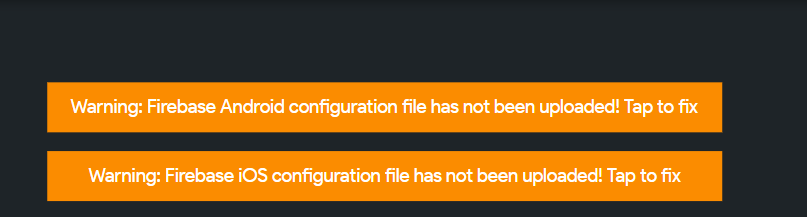 Warning: Firebase Android configuration file has not been uploaded! Tap to fix
Warning: Firebase iOS configuration file has not been uploaded! Tap to fix